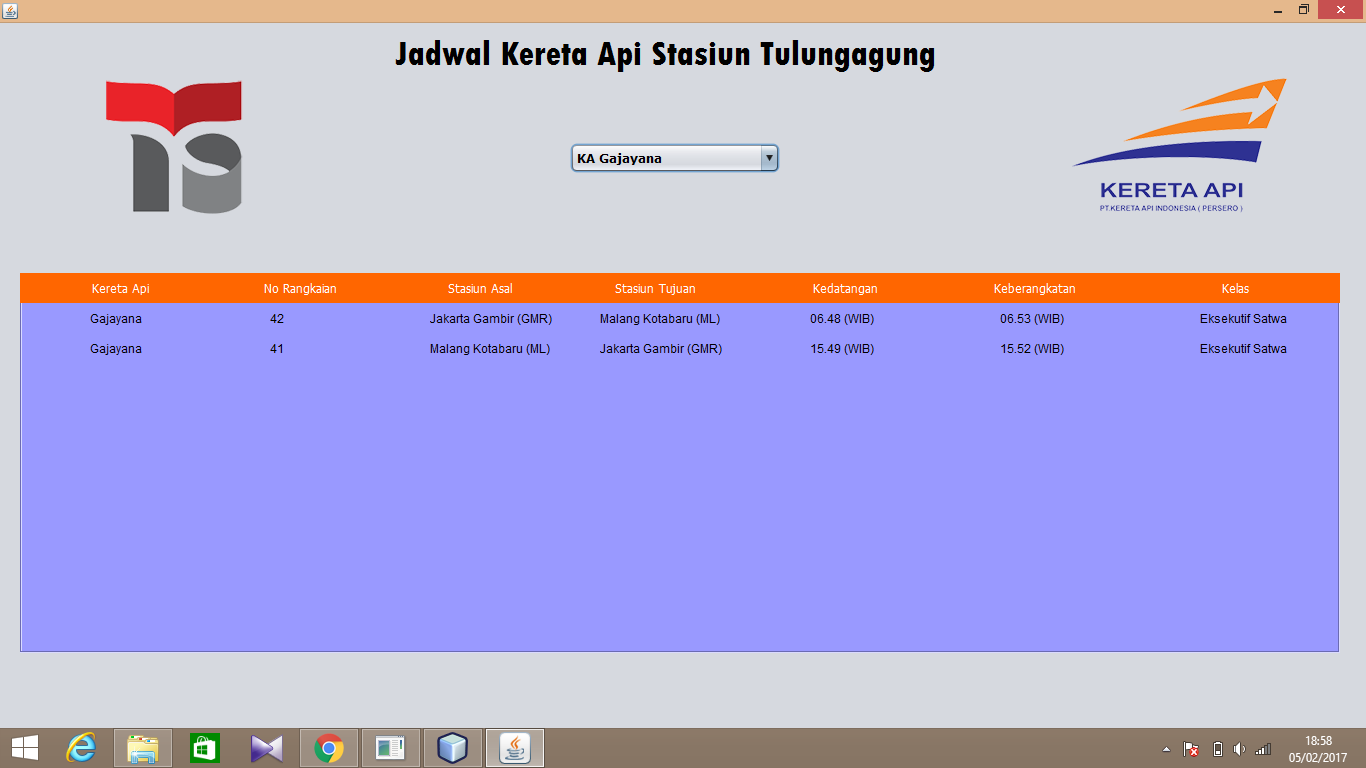 Jadwal Kereta Api Stasiun Tulungagung
KA Gajayana
KERETA API
PT.KERETA API INDONESIA ( PERSERO )
Kereta Api No Rangkaian Stasiun Asal Stasiun Tujuan Kedatangan Keberangkatan Kelas
Gajayana 42 Jakarta Gambir (GMR) Malang Kotabaru (ML) 06.48 (WIB) 06.53 (WIB) Eksekutif Satwa
Gajayana 41 Malang Kotabaru (ML) Jakarta Gambir (GMR) 15.49 (WIB) 15.52 (WIB) Eksekutif Satwa
18:58
05/02/2017